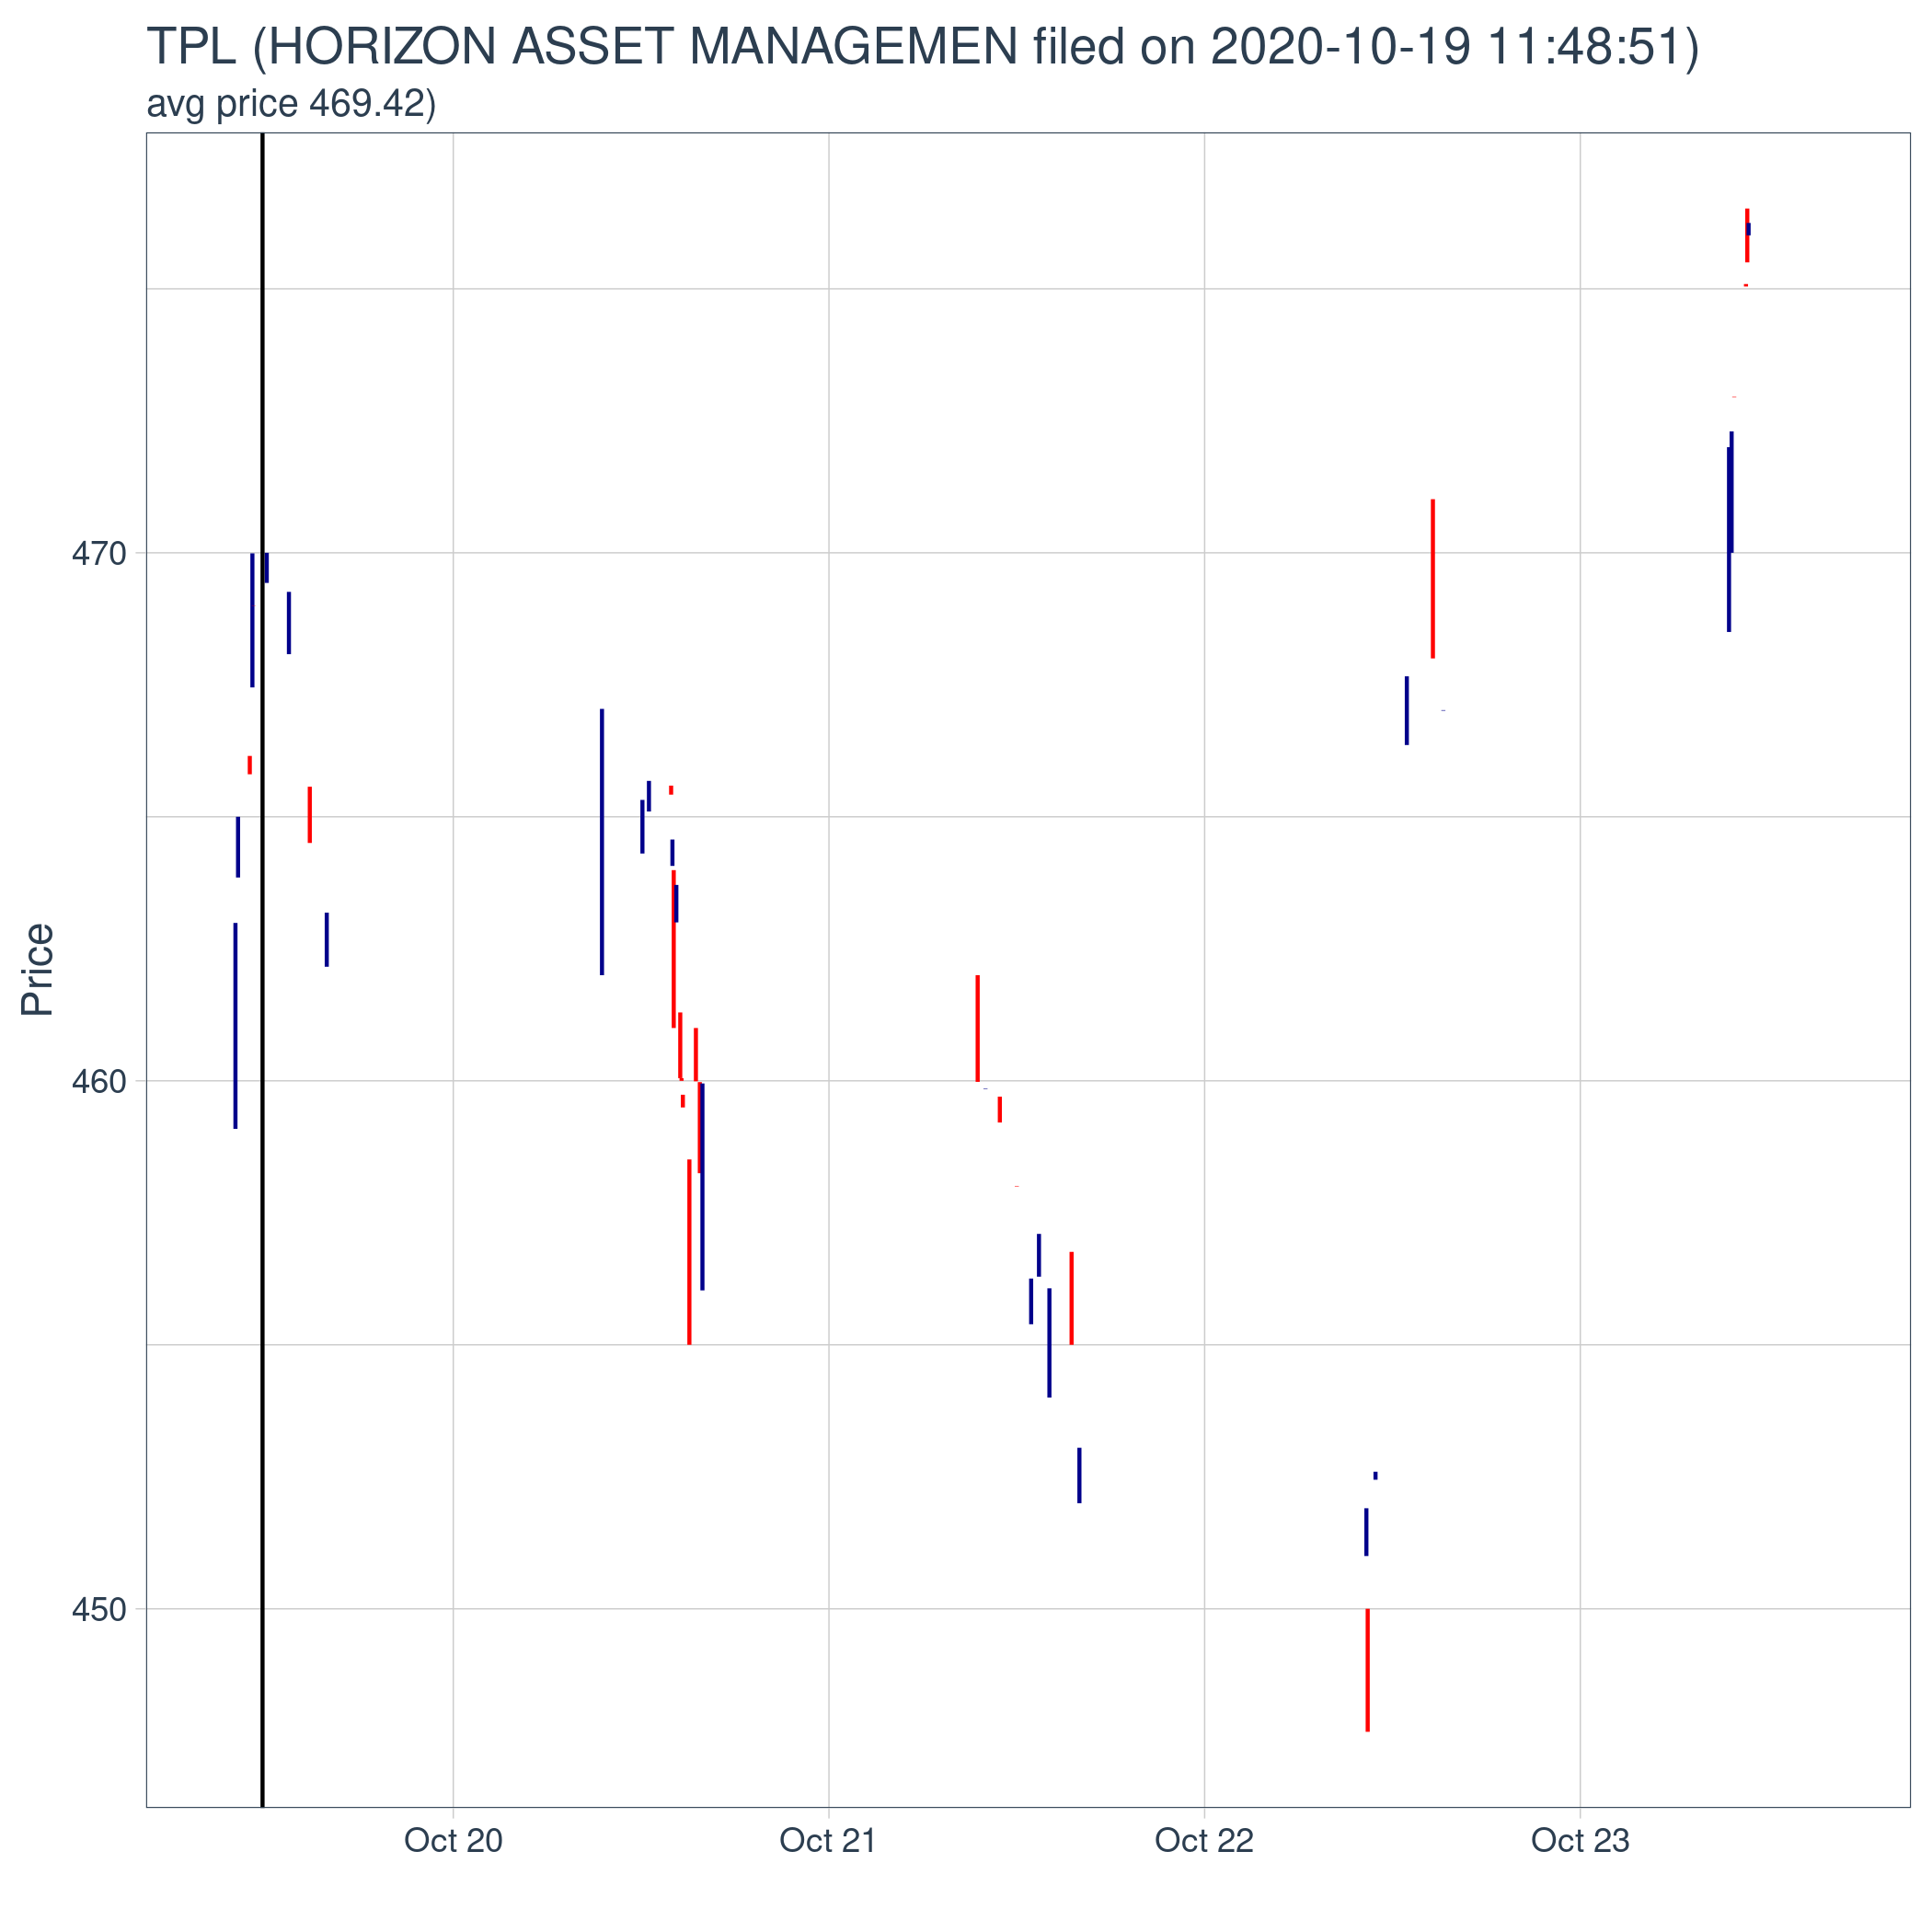 TPL (HORIZON ASSET MANAGEMEN filed on 2020-10-19 11:48:51)
avg price 469.42)
Price
470
460
450
Oct 20
Oct 21
Oct 22
Oct 23